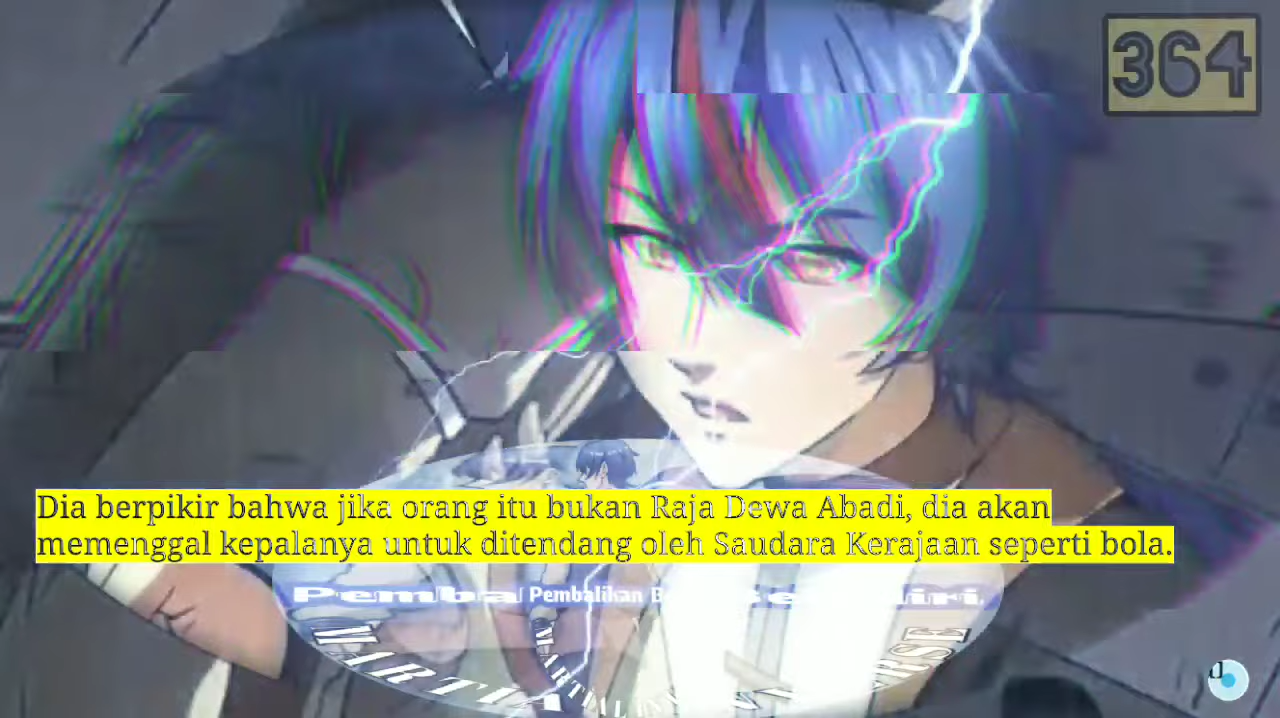 364
Dia berpikir bahwa jika orang itu bukan Raja Dewa Abadi, dia akan
memenggal kepalanya untuk ditendang oleh Saudara Kerajaan seperti bola.
Pembalikan